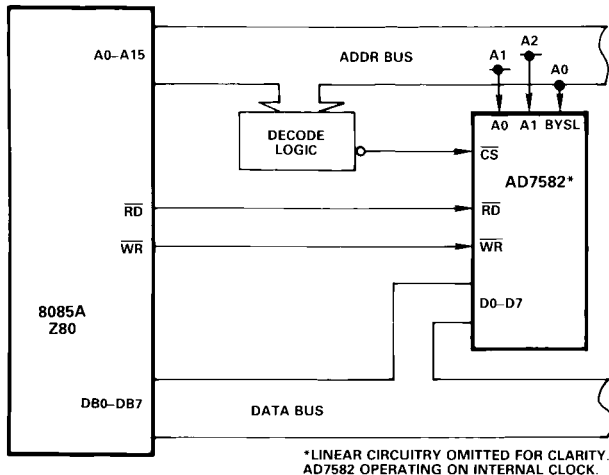 A0–A15
ADDR BUS
A1
A2
A0
A0 A1 BYSL
DECODE
LOGIC
CS
AD7582*
RD
RD
WR
WR
D0–D7
8085A
Z80
DB0–DB7
DATA BUS
*LINEAR CIRCUITRY OMITTED FOR CLARITY.
AD7582 OPERATING ON INTERNAL CLOCK.